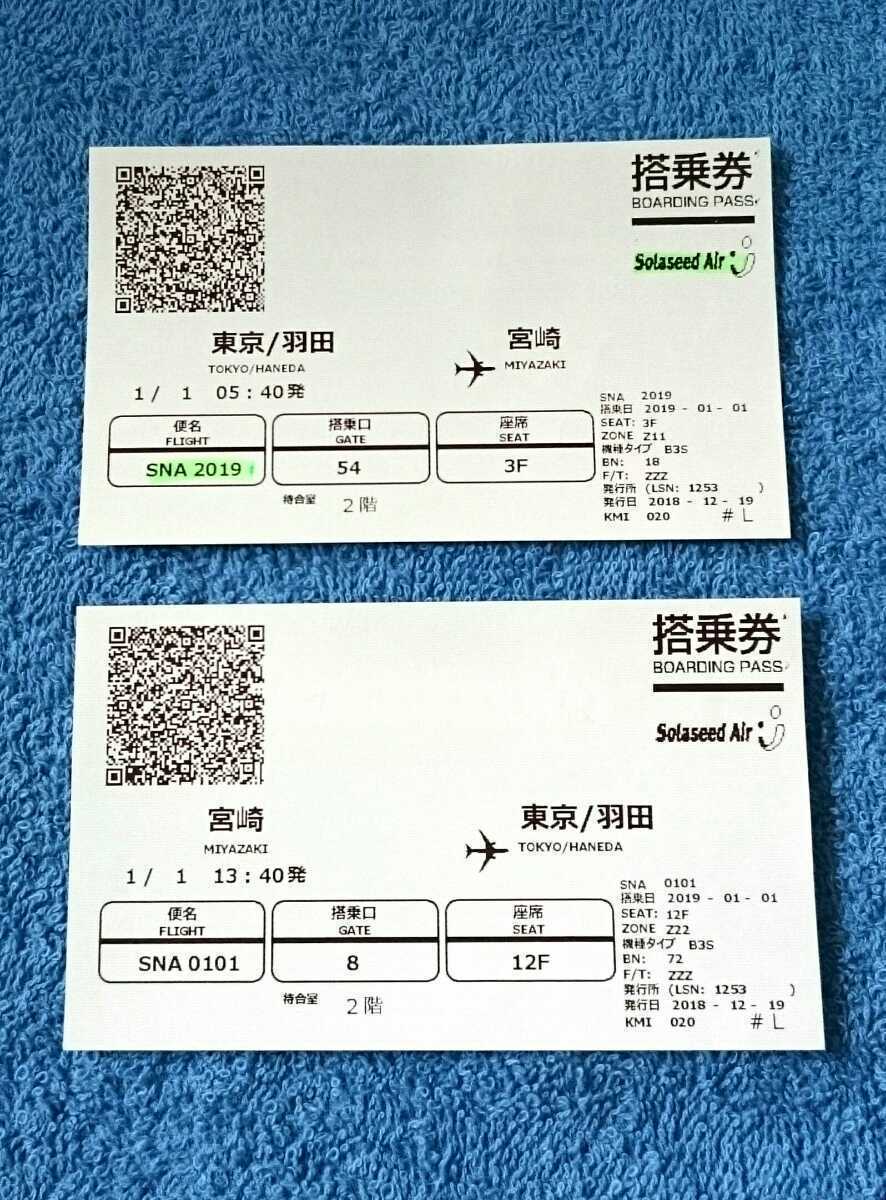 搭乗券
BOARDING PASS
Solaseed Air
東京/羽田
TOKYO/HANEDA
宮崎
MIYAZAKI
1 / 1 05 : 40 発
便名
FLIGHT
SNA 2019
搭乗口
GATE
54
座席
SEAT
3F
待合室 2階
SNA 2019
搭乗日 2019 - 01 - 01
SEAT: 3F
ZONE Z11
機種タイプ B3S
BN: 18
F/T: ZZZ
発行所 (LSN: 1253 )
発行日 2018 - 12 - 19
KMI 020 # L
搭乗券
BOARDING PASS
Solaseed Air
宮崎
MIYAZAKI
東京/羽田
TOKYO/HANEDA
1 / 1 13 : 40 発
便名
FLIGHT
SNA 0101
搭乗口
GATE
8
座席
SEAT
12F
待合室 2階
SNA 0101
搭乗日 2019 - 01 - 01
SEAT: 12F
ZONE Z22
機種タイプ B3S
BN: 72
F/T: ZZZ
発行所 (LSN: 1253 )
発行日 2018 - 12 - 19
KMI 020 # L